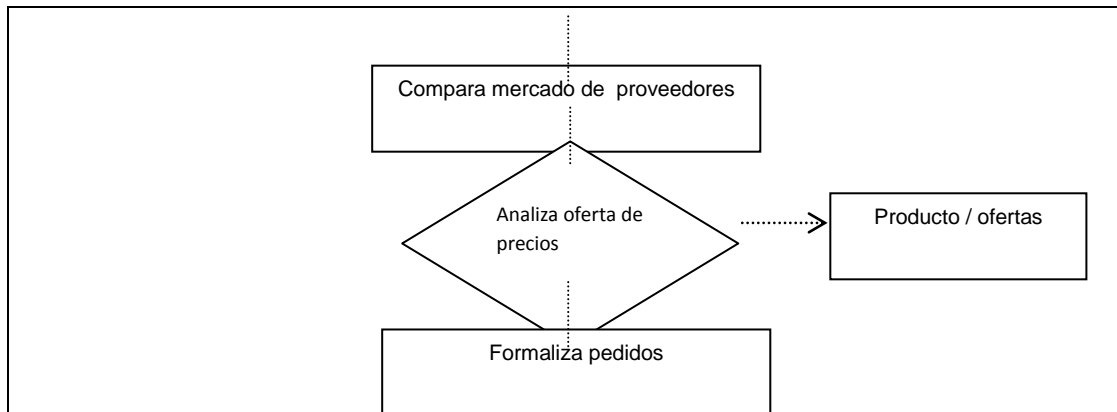 Compara mercado de proveedores
Analiza oferta de
precios
Producto / ofertas
Formaliza pedidos